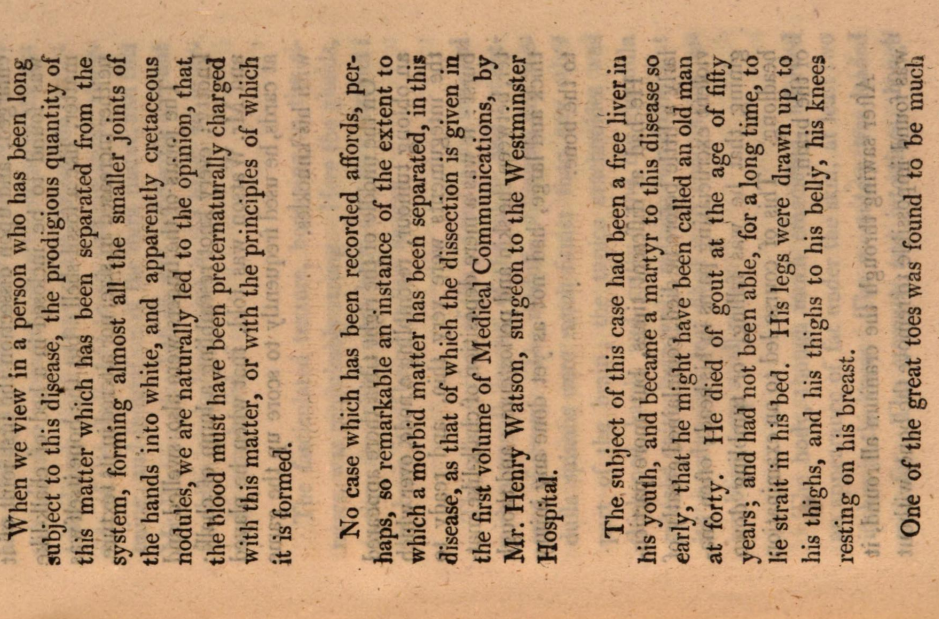 When we view in a person who has been long
subject to this disease, the prodigious quantity of
this matter which has been separated from the
system, forming almost all the smaller joints of
the hands into white, and apparently cretaceous
nodules, we are naturally led to the opinion, that
the blood must have been preternaturally charged
with this matter, or with the principles of which
it is formed.
No case which has been recorded affords, per-
haps, so remarkable an instance of the extent to
which a morbid matter has been separated, in this
disease, as that of which the dissection is given in
the first volume of Medical Communications, by
Mr. Henry Watson, surgeon to the Westminster
Hospital.
The subject of this case had been a free liver in
his youth, and became a martyr to this disease so
early, that he might have been called an old man
at forty. He died of gout at the age of fifty
years; and had not been able, for a long time, to
lie strait in his bed. His legs were drawn up to
his thighs, and his thighs to his belly, his knees
resting on his breast.
One of the great toes was found to be much